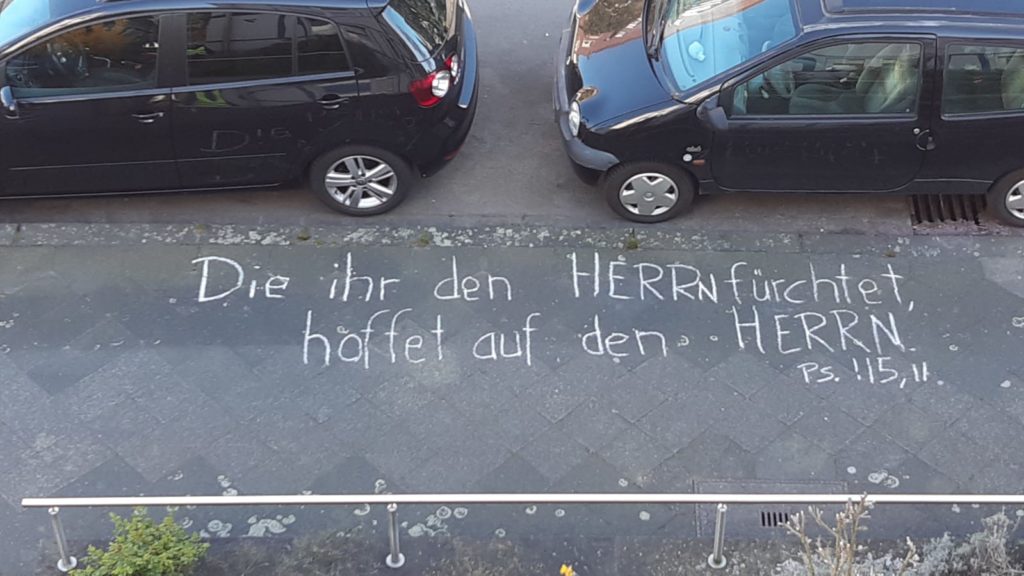 Die ihr den HERRN fürchtet,
hoffet auf den HERRN.
Ps. 115,11.